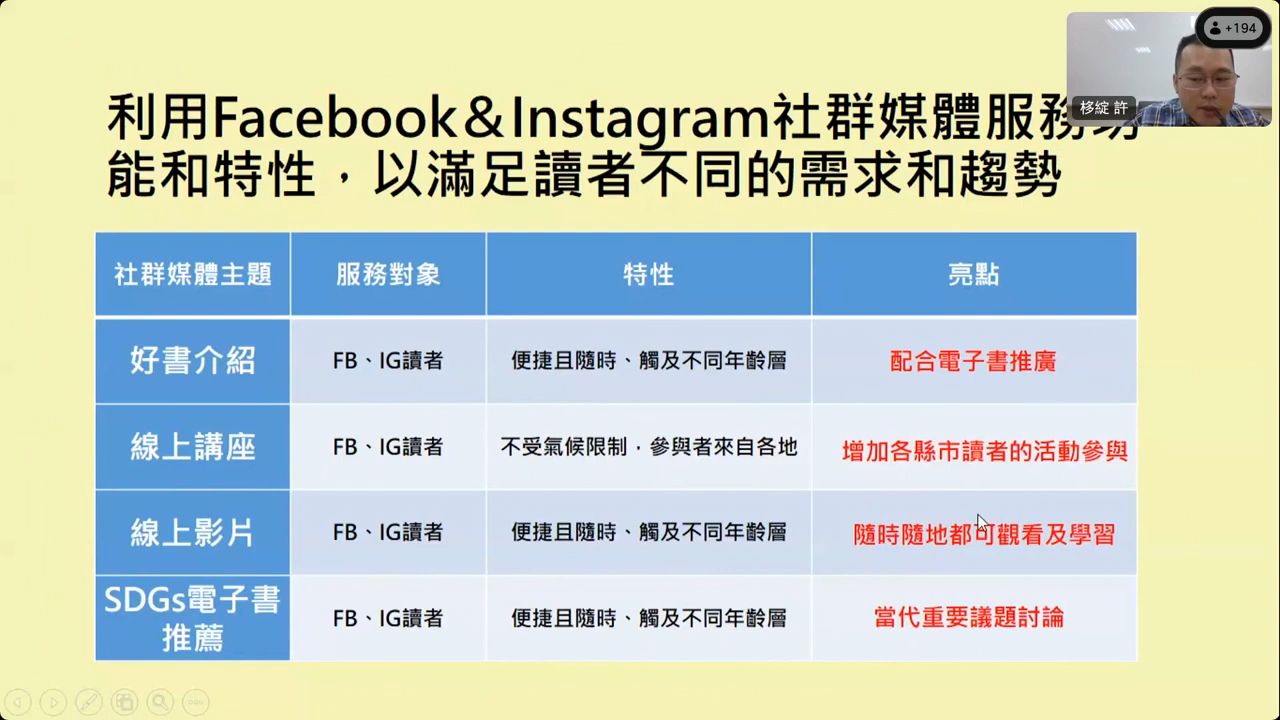 +194
移綻 許
利用Facebook＆Instagram社群媒體服務功
能和特性，以滿足讀者不同的需求和趨勢
社群媒體主題 服務對象 特性 亮點
好書介紹 FB、IG讀者 便捷且隨時、觸及不同年齡層 配合電子書推廣
線上講座 FB、IG讀者 不受氣候限制，參與者來自各地 增加各縣市讀者的活動參與
線上影片 FB、IG讀者 便捷且隨時、觸及不同年齡層 隨時隨地都可觀看及學習
SDGs電子書
推薦 FB、IG讀者 便捷且隨時、觸及不同年齡層 當代重要議題討論